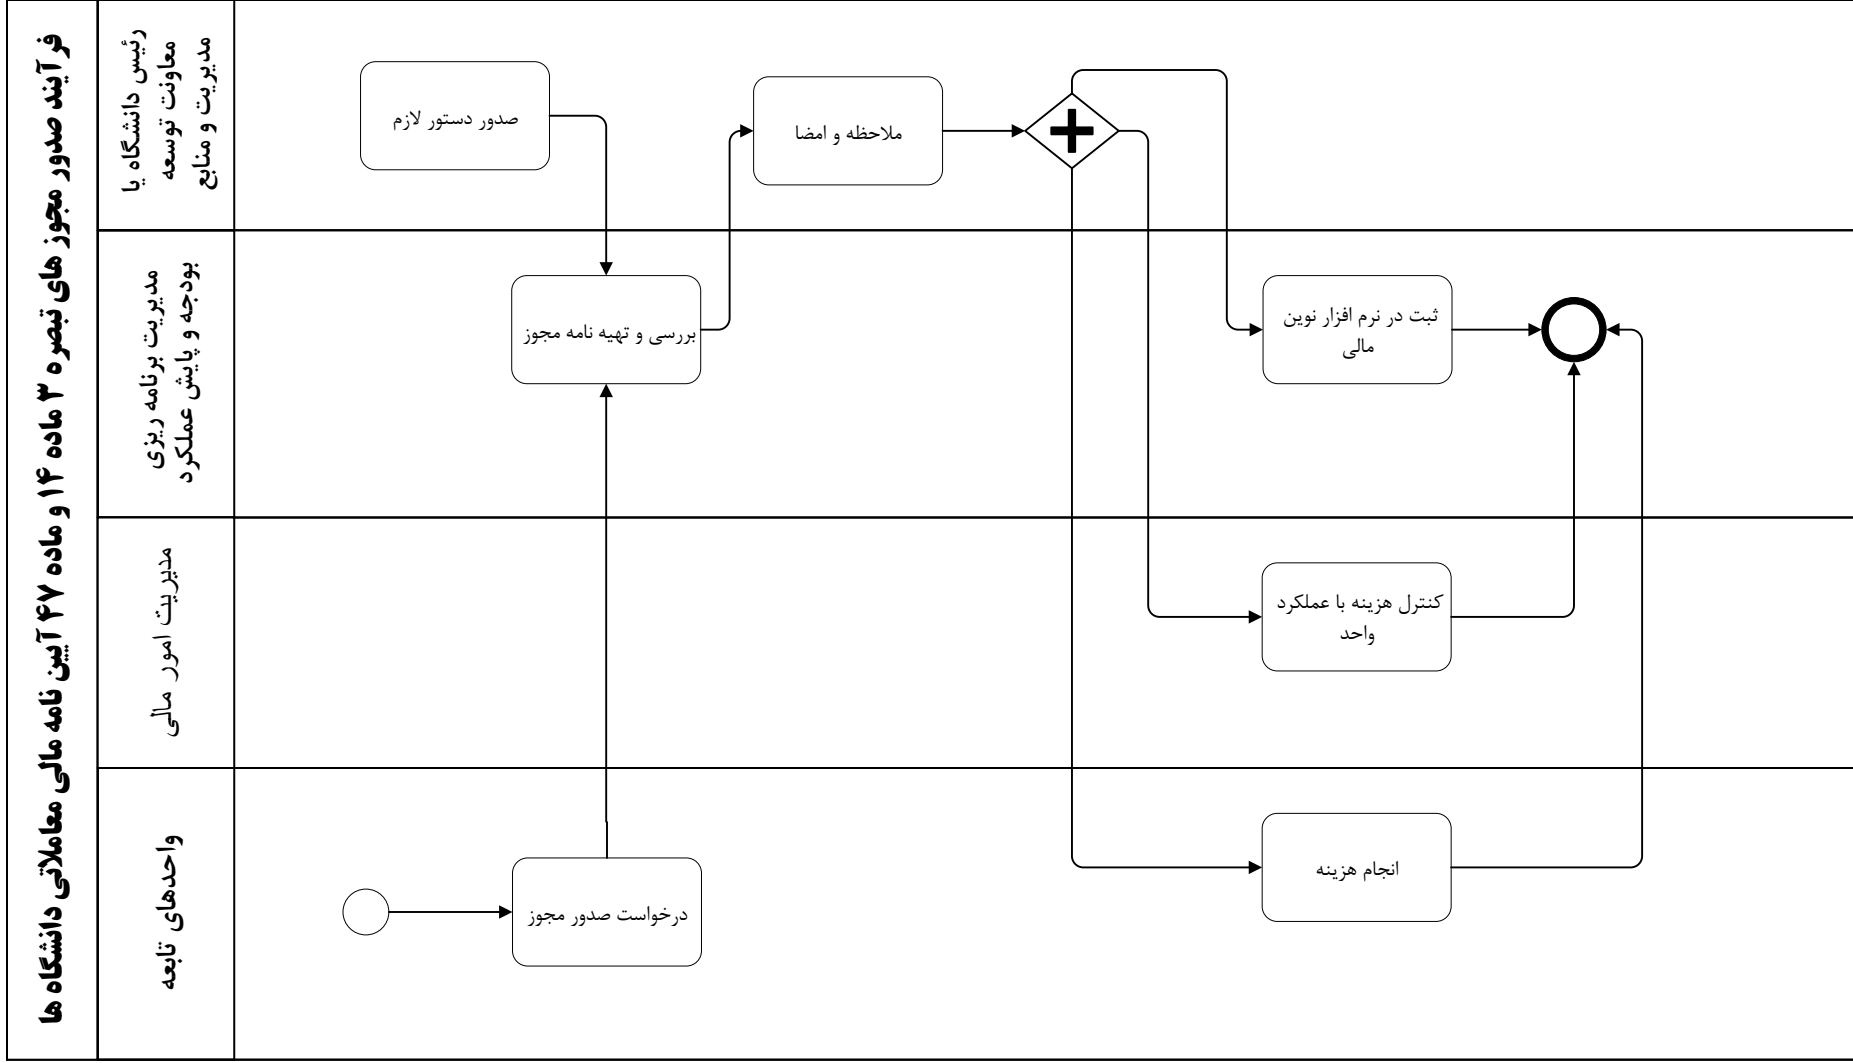 فرآیند صدور مجوز های تبصره ۳ ماده ۱۴ و ماده ۴۷ آیین نامه مالی معاملاتی دانشگاه ها
رئیس دانشگاه یا
معاونت توسعه
مدیریت و منابع
صدور دستور لازم
ملاحظه و امضا
مدیریت برنامه ریزی
بودجه و پایش عملکرد
بررسی و تهیه نامه مجوز
ثبت در نرم افزار نوین
مالی
مدیریت امور مالی
کنترل هزینه با عملکرد
واحد
واحدهای تابعه
درخواست صدور مجوز
انجام هزینه